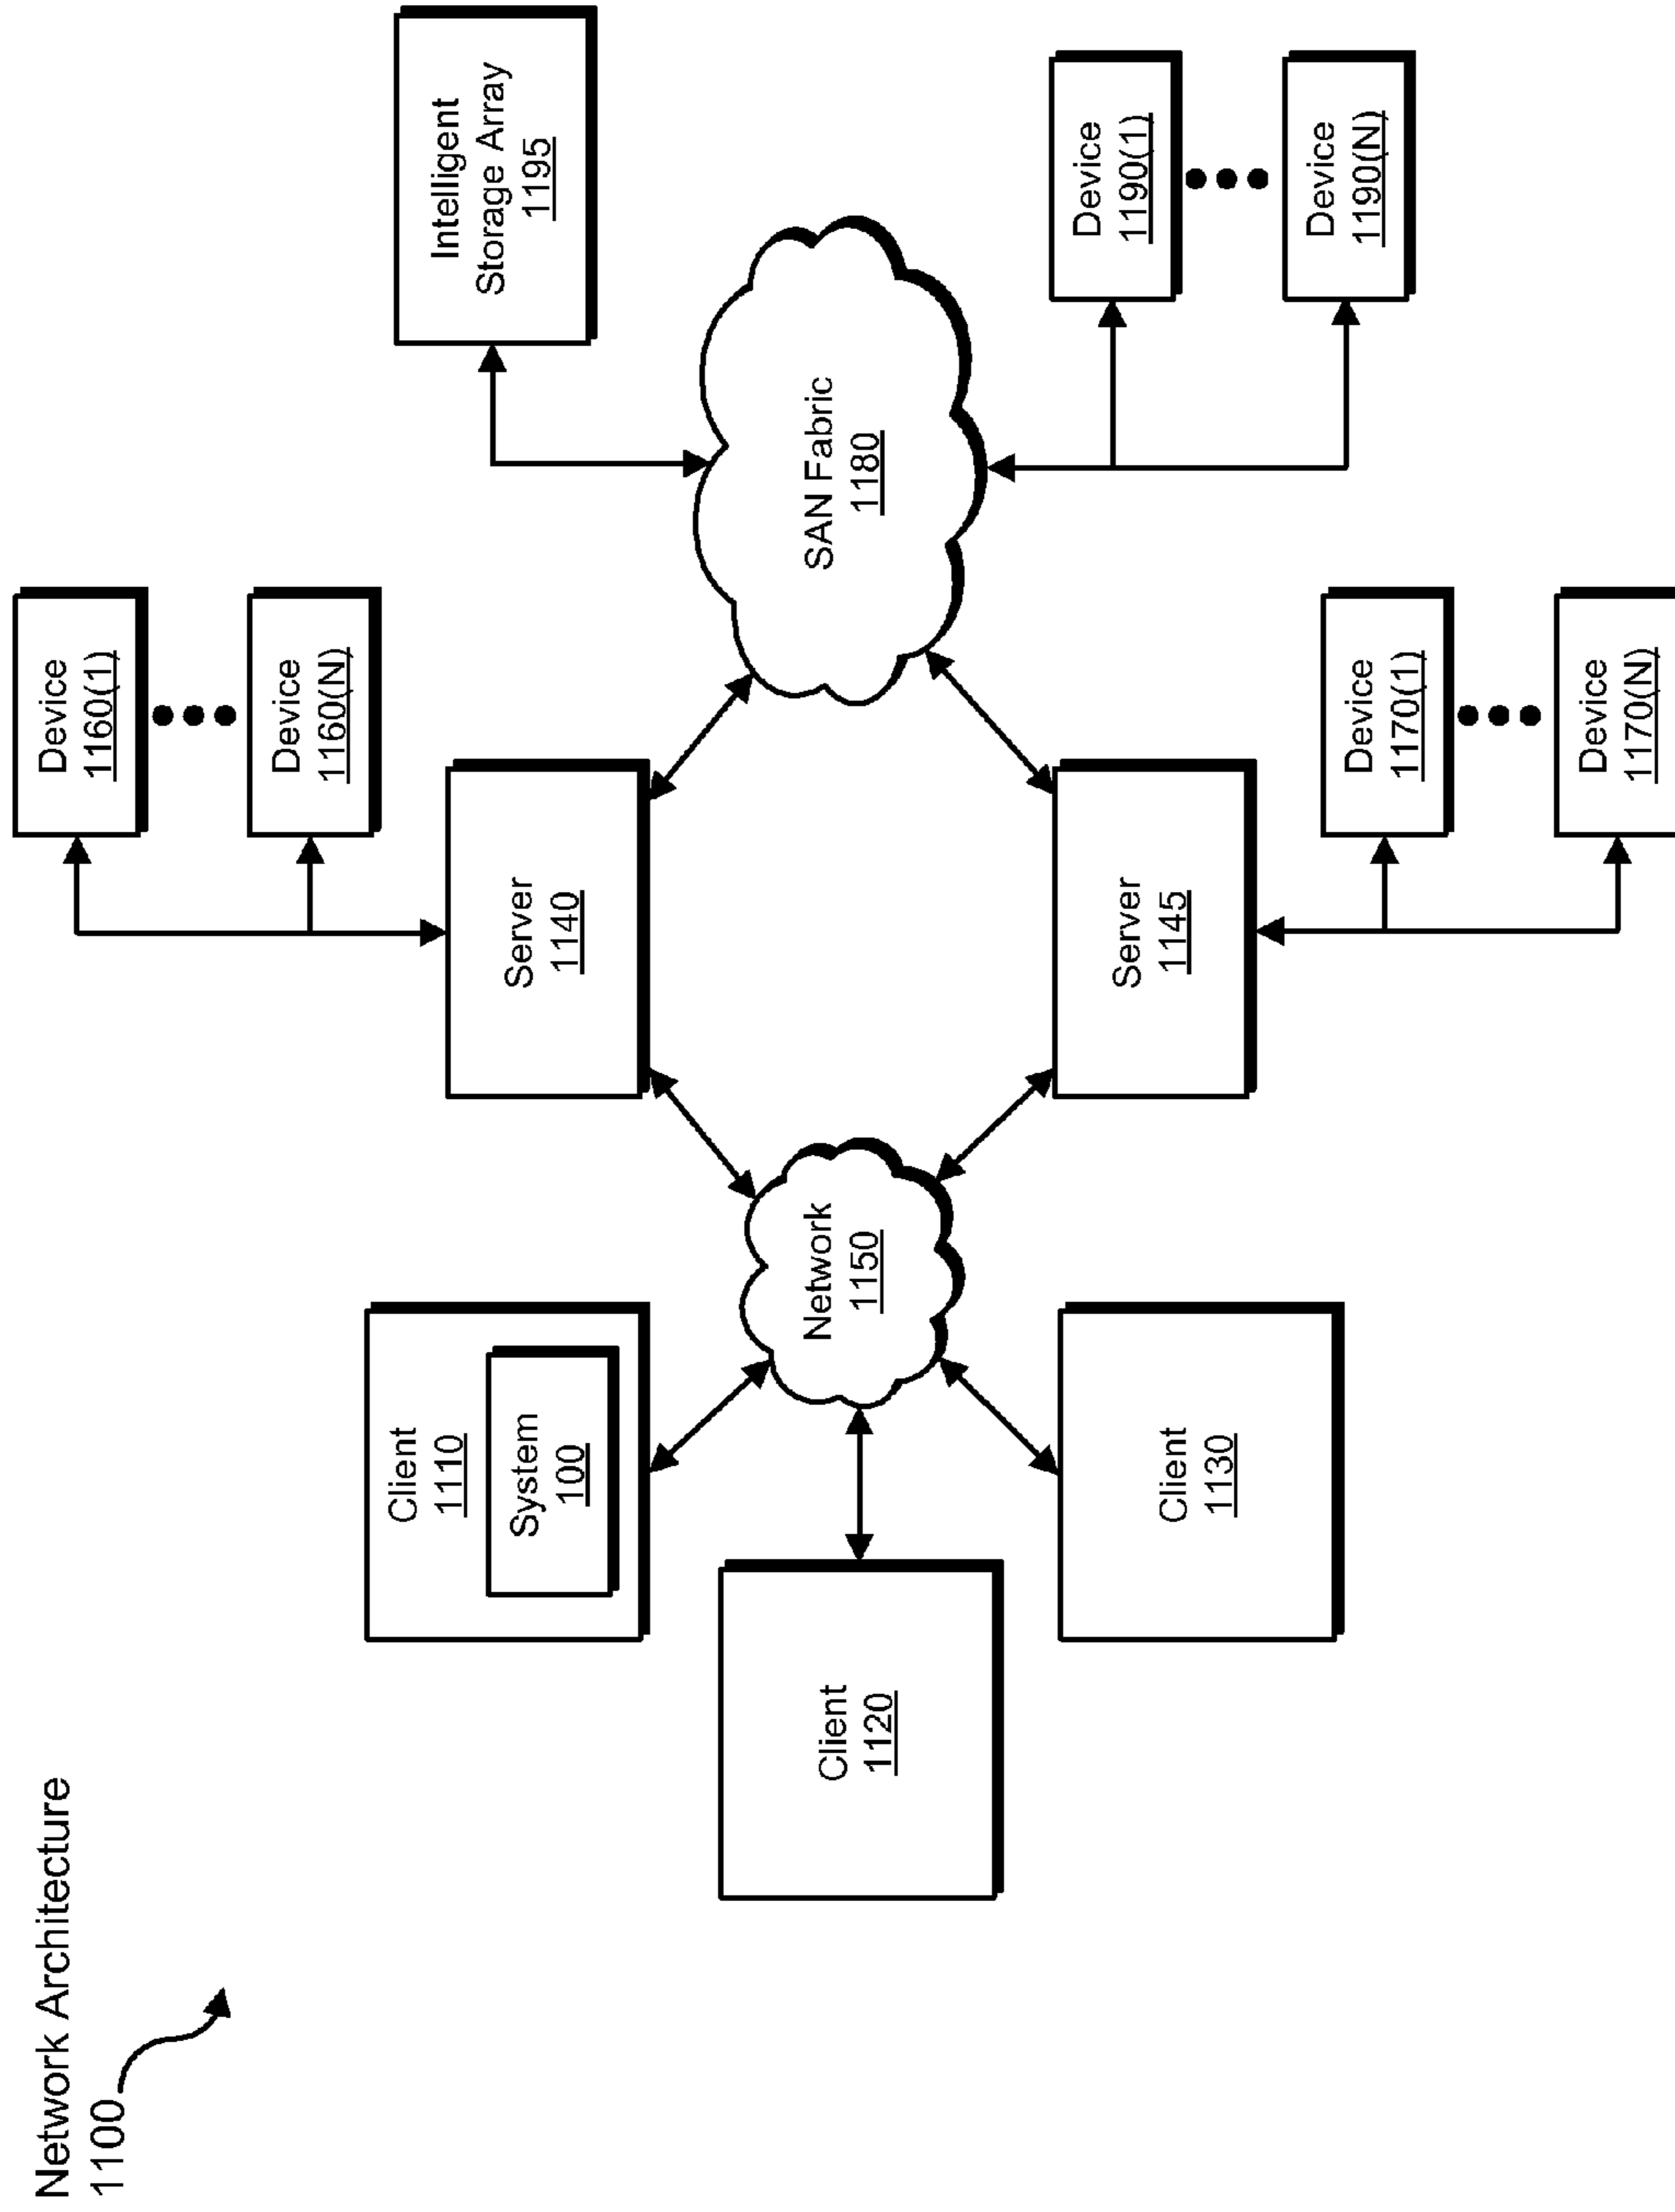 Network Architecture
1100
Client
1110
System
100
Client
1120
Client
1130
Network
1150
Server
1140
Server
1145
Device
1160(1)
Device
1160(N)
Device
1170(1)
Device
1170(N)
SAN Fabric
1180
Intelligent
Storage Array
1195
Device
1190(1)
Device
1190(N)